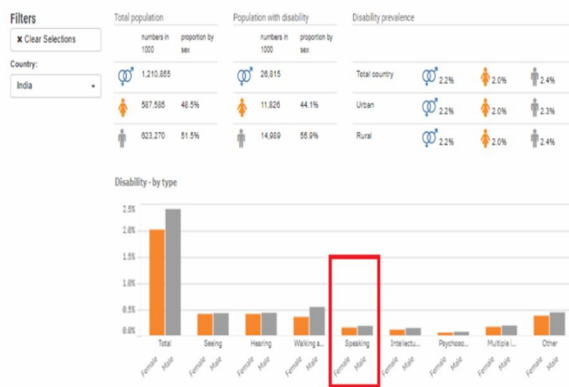 Filters
✖ Clear Selections
Country:
India
Total population
numbers in 1000 proportion by sex
1,210,855
587,585 48.5%
623,270 51.5%
Population with disability
numbers in 1000 proportion by sex
26,815
11,826 44.1%
14,989 55.9%
Disability prevalence
Total country 2.2% 2.0% 2.4%
Urban 2.2% 2.0% 2.3%
Rural 2.2% 2.0% 2.4%
Disability - by type
2.5%
2.0%
1.5%
1.0%
0.5%
0.0%
Total Seeing Hearing Walking a... Speaking Intellectu... Psychoso... Multiple i... Other
Female Male Female Male Female Male Female Male Female Male Female Male Female Male Female Male Female Male